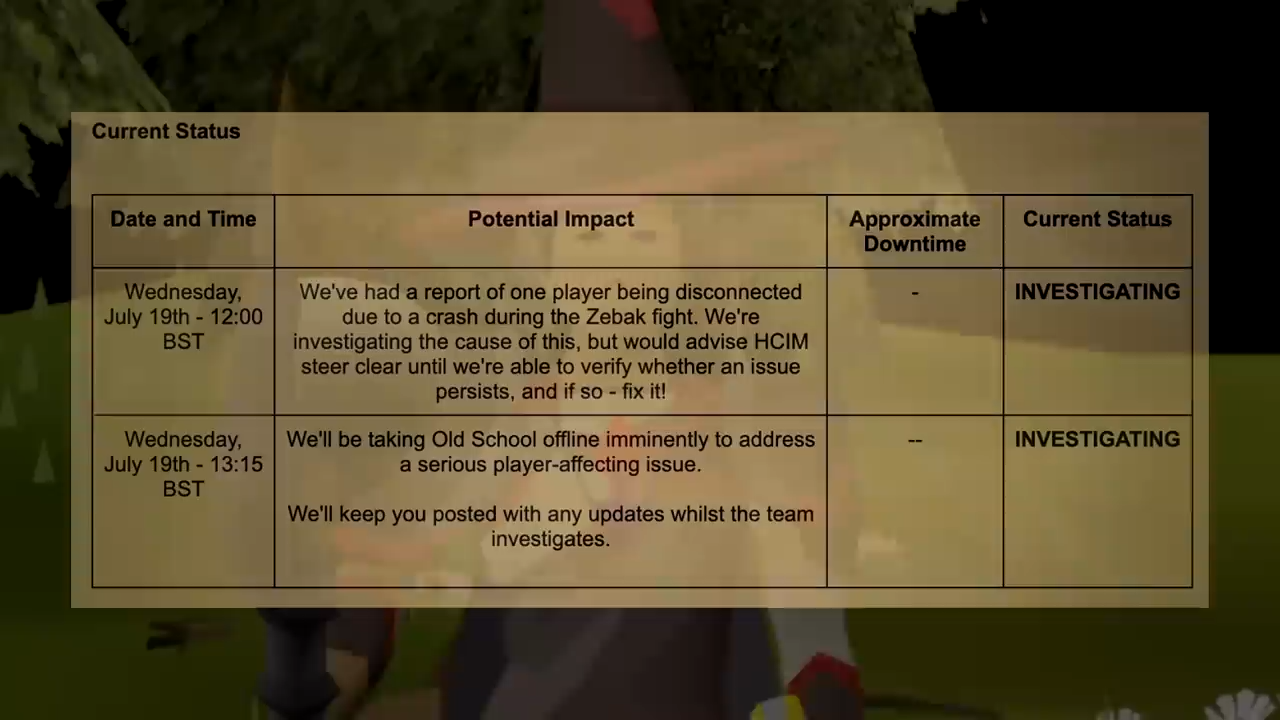 Current Status
Date and Time
Potential Impact
Approximate
Downtime
Current Status
Wednesday,
July 19th - 12:00
BST
We've had a report of one player being disconnected
due to a crash during the Zebak fight. We're
investigating the cause of this, but would advise HCIM
steer clear until we're able to verify whether an issue
persists, and if so - fix it!
-
INVESTIGATING
Wednesday,
July 19th - 13:15
BST
We'll be taking Old School offline imminently to address
a serious player-affecting issue.
We'll keep you posted with any updates whilst the team
investigates.
--
INVESTIGATING